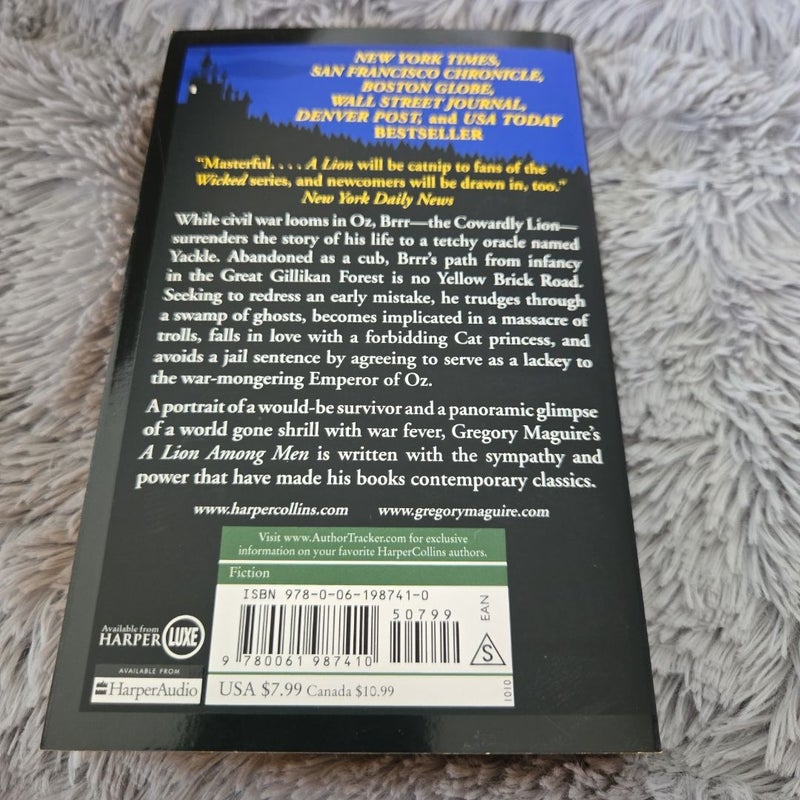 NEW YORK TIMES,
SAN FRANCISCO CHRONICLE,
BOSTON GLOBE,
WALL STREET JOURNAL,
DENVER POST, and USA TODAY
BESTSELLER
“Masterful. . . . A Lion will be catnip to fans of the
Wicked series, and newcomers will be drawn in, too.”
New York Daily News
While civil war looms in Oz, Brrr—the Cowardly Lion—
surrenders the story of his life to a tetchy oracle named
Yackle. Abandoned as a cub, Brrr’s path from infancy
in the Great Gillikan Forest is no Yellow Brick Road.
Seeking to redress an early mistake, he trudges through
a swamp of ghosts, becomes implicated in a massacre of
trolls, falls in love with a forbidding Cat princess, and
avoids a jail sentence by agreeing to serve as a lackey to
the war-mongering Emperor of Oz.
A portrait of a would-be survivor and a panoramic glimpse
of a world gone shrill with war fever, Gregory Maguire’s
A Lion Among Men is written with the sympathy and
power that have made his books contemporary classics.
www.harpercollins.com www.gregorymaguire.com
Visit www.AuthorTracker.com for exclusive
information on your favorite HarperCollins authors.
Fiction
ISBN 978-0-06-198741-0
50799
EAN
9 780061 987410
S
USA $7.99 Canada $10.99
1010
Available from
HARPER LUXE
AVAILABLE FROM
HarperAudio